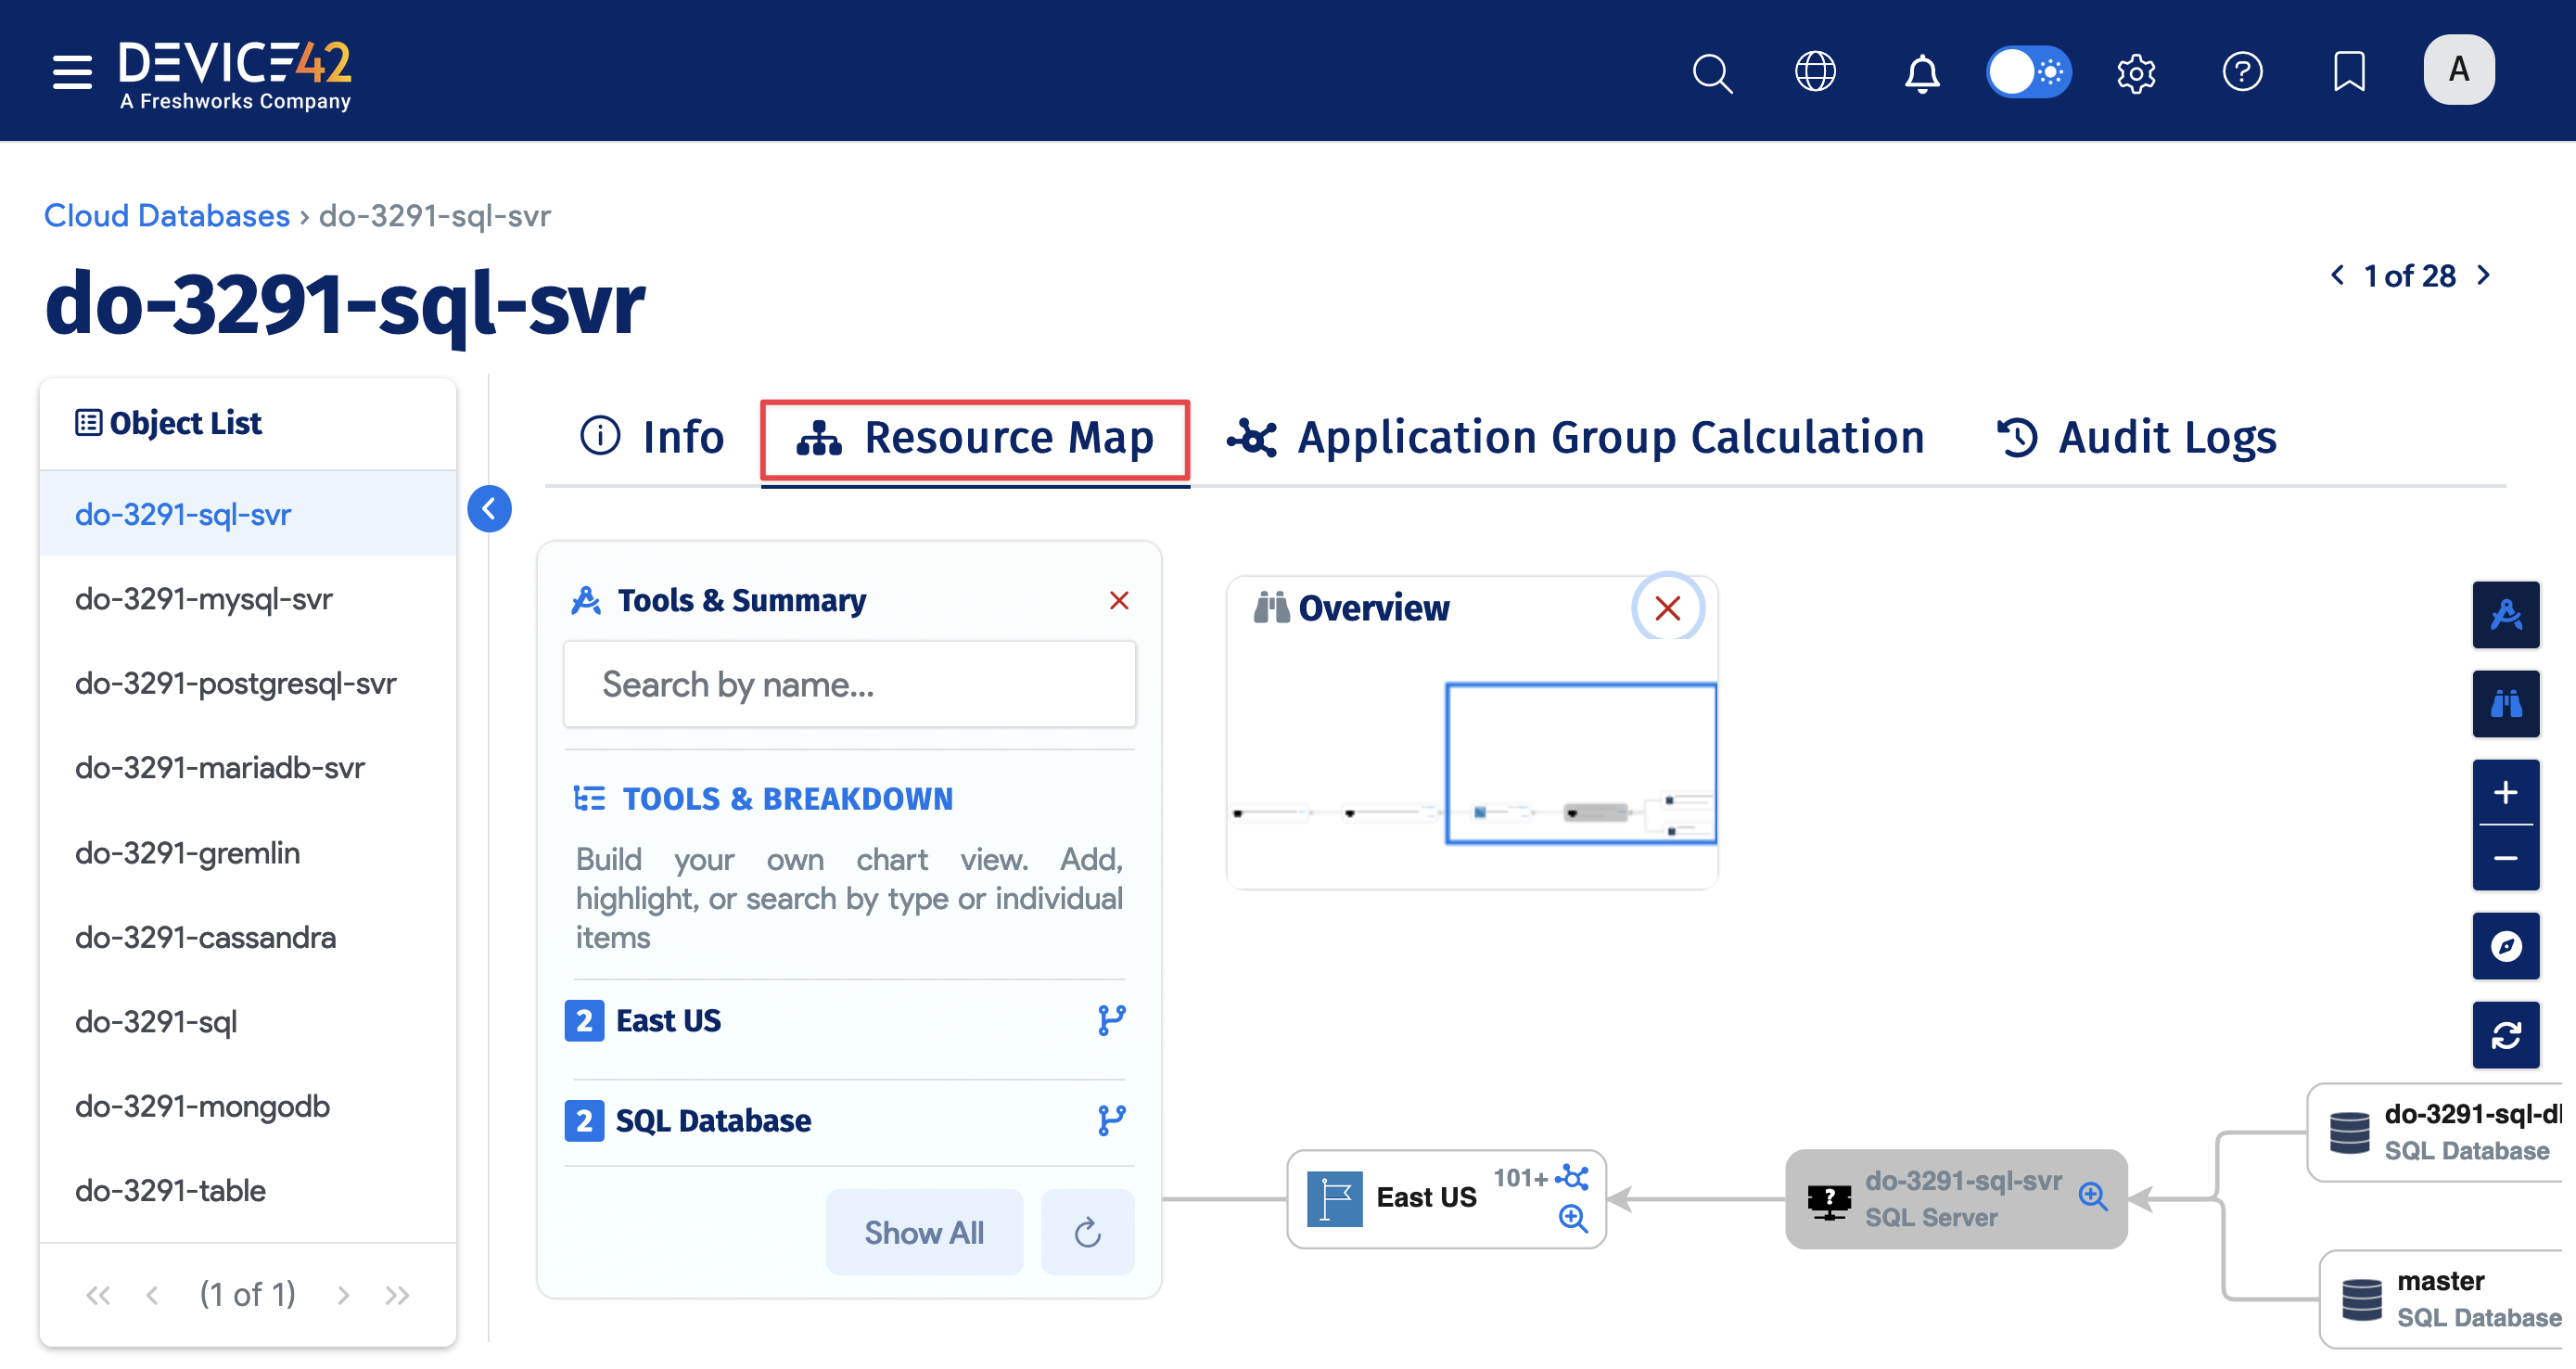 DEVICE42
A Freshworks Company
A
Cloud Databases › do-3291-sql-svr
do-3291-sql-svr
1 of 28
Object List
do-3291-sql-svr
do-3291-mysql-svr
do-3291-postgresql-svr
do-3291-mariadb-svr
do-3291-gremlin
do-3291-cassandra
do-3291-sql
do-3291-mongodb
do-3291-table
(1 of 1)
Info
Resource Map
Application Group Calculation
Audit Logs
Tools & Summary
Search by name...
TOOLS & BREAKDOWN
Build your own chart view. Add,
highlight, or search by type or individual
items
2 East US
2 SQL Database
Show All
Overview
East US
101+
do-3291-sql-svr
SQL Server
do-3291-sql-d
SQL Database
master
SQL Database